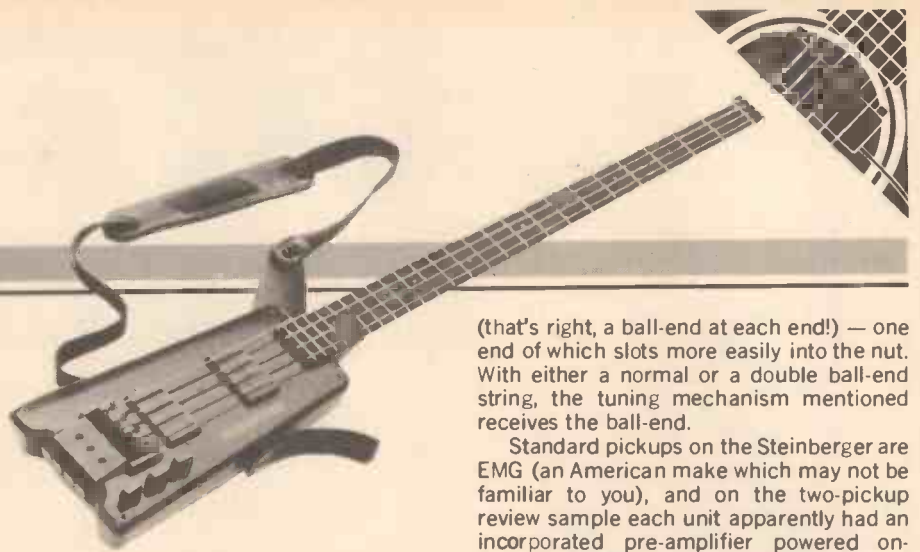 (that's right, a ball-end at each end!) — one
end of which slots more easily into the nut.
With either a normal or a double ball-end
string, the tuning mechanism mentioned
receives the ball-end.
Standard pickups on the Steinberger are
EMG (an American make which may not be
familiar to you), and on the two-pickup
review sample each unit apparently had an
incorporated pre-amplifier powered on-